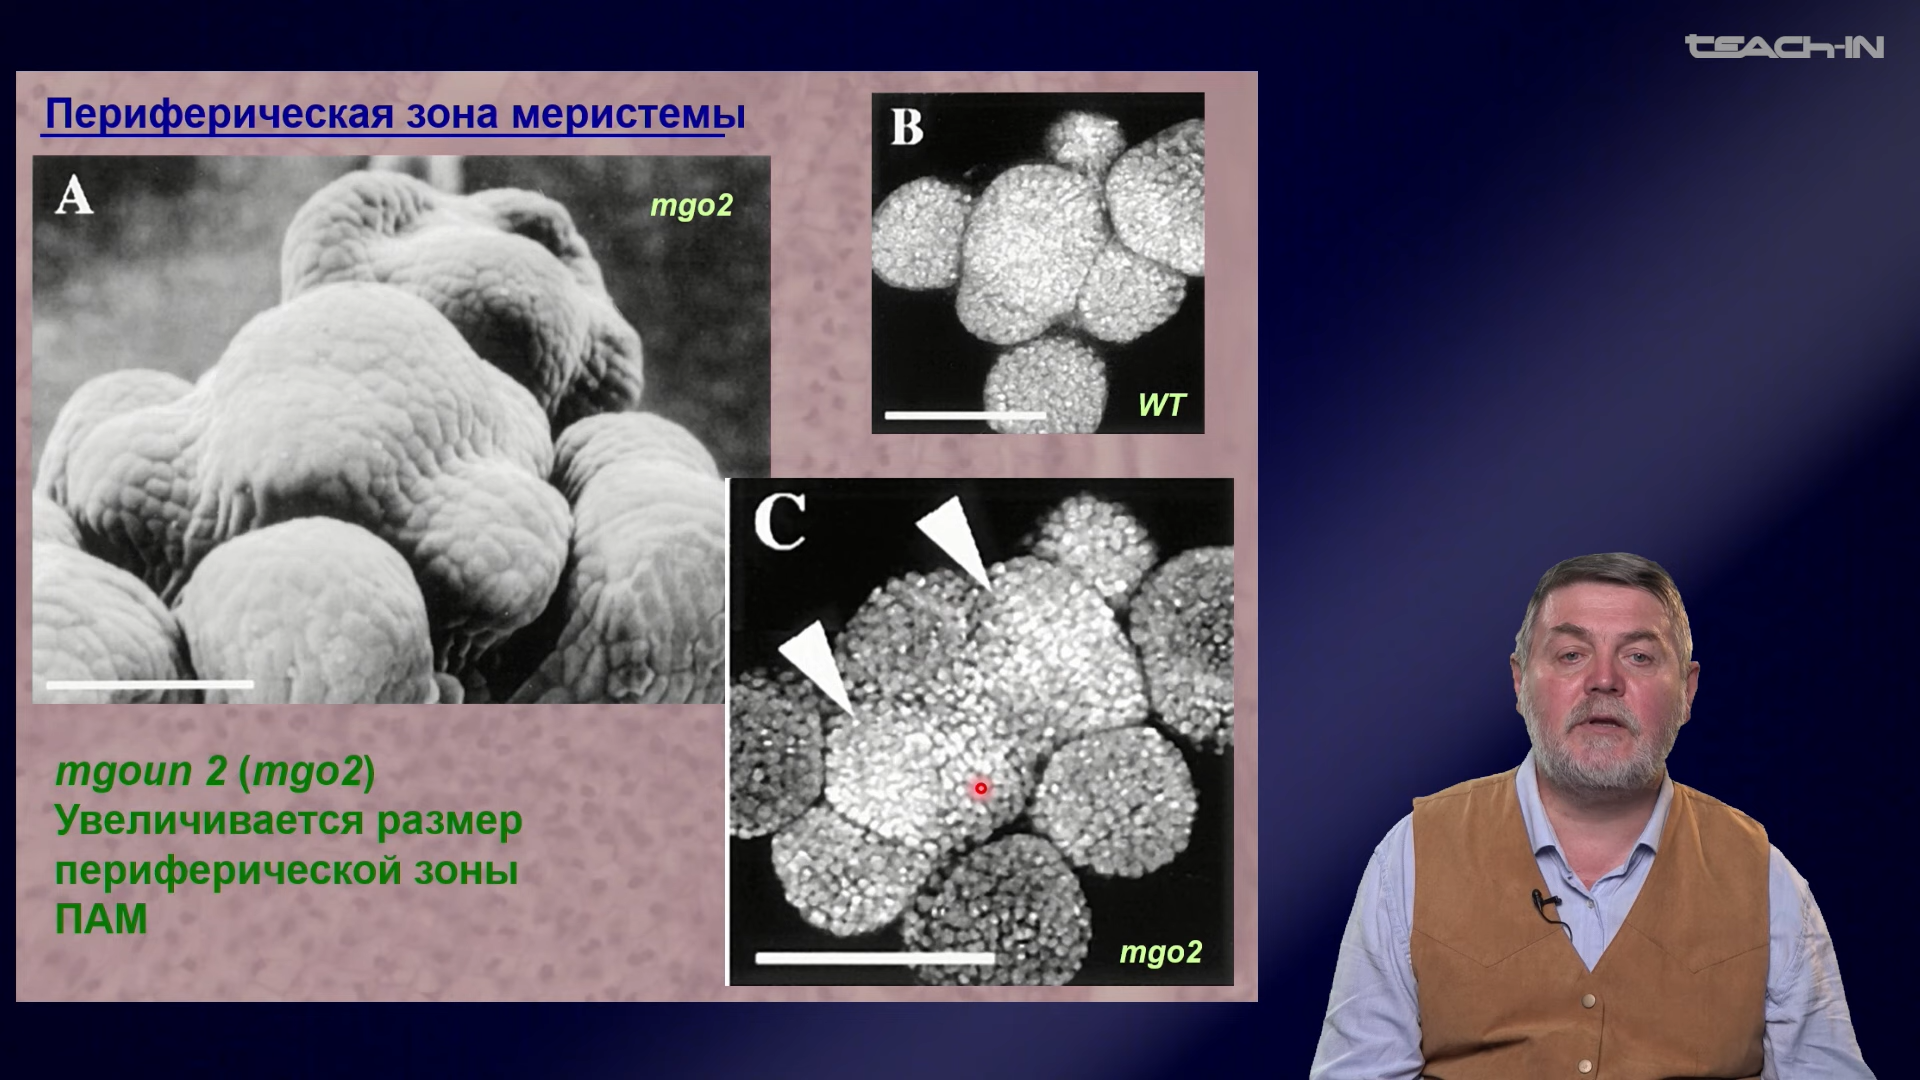 TEACH-IN
Периферическая зона меристемы
A
mgo2
B
WT
C
mgo2
mgoun 2 (mgo2)
Увеличивается размер
периферической зоны
ПАМ